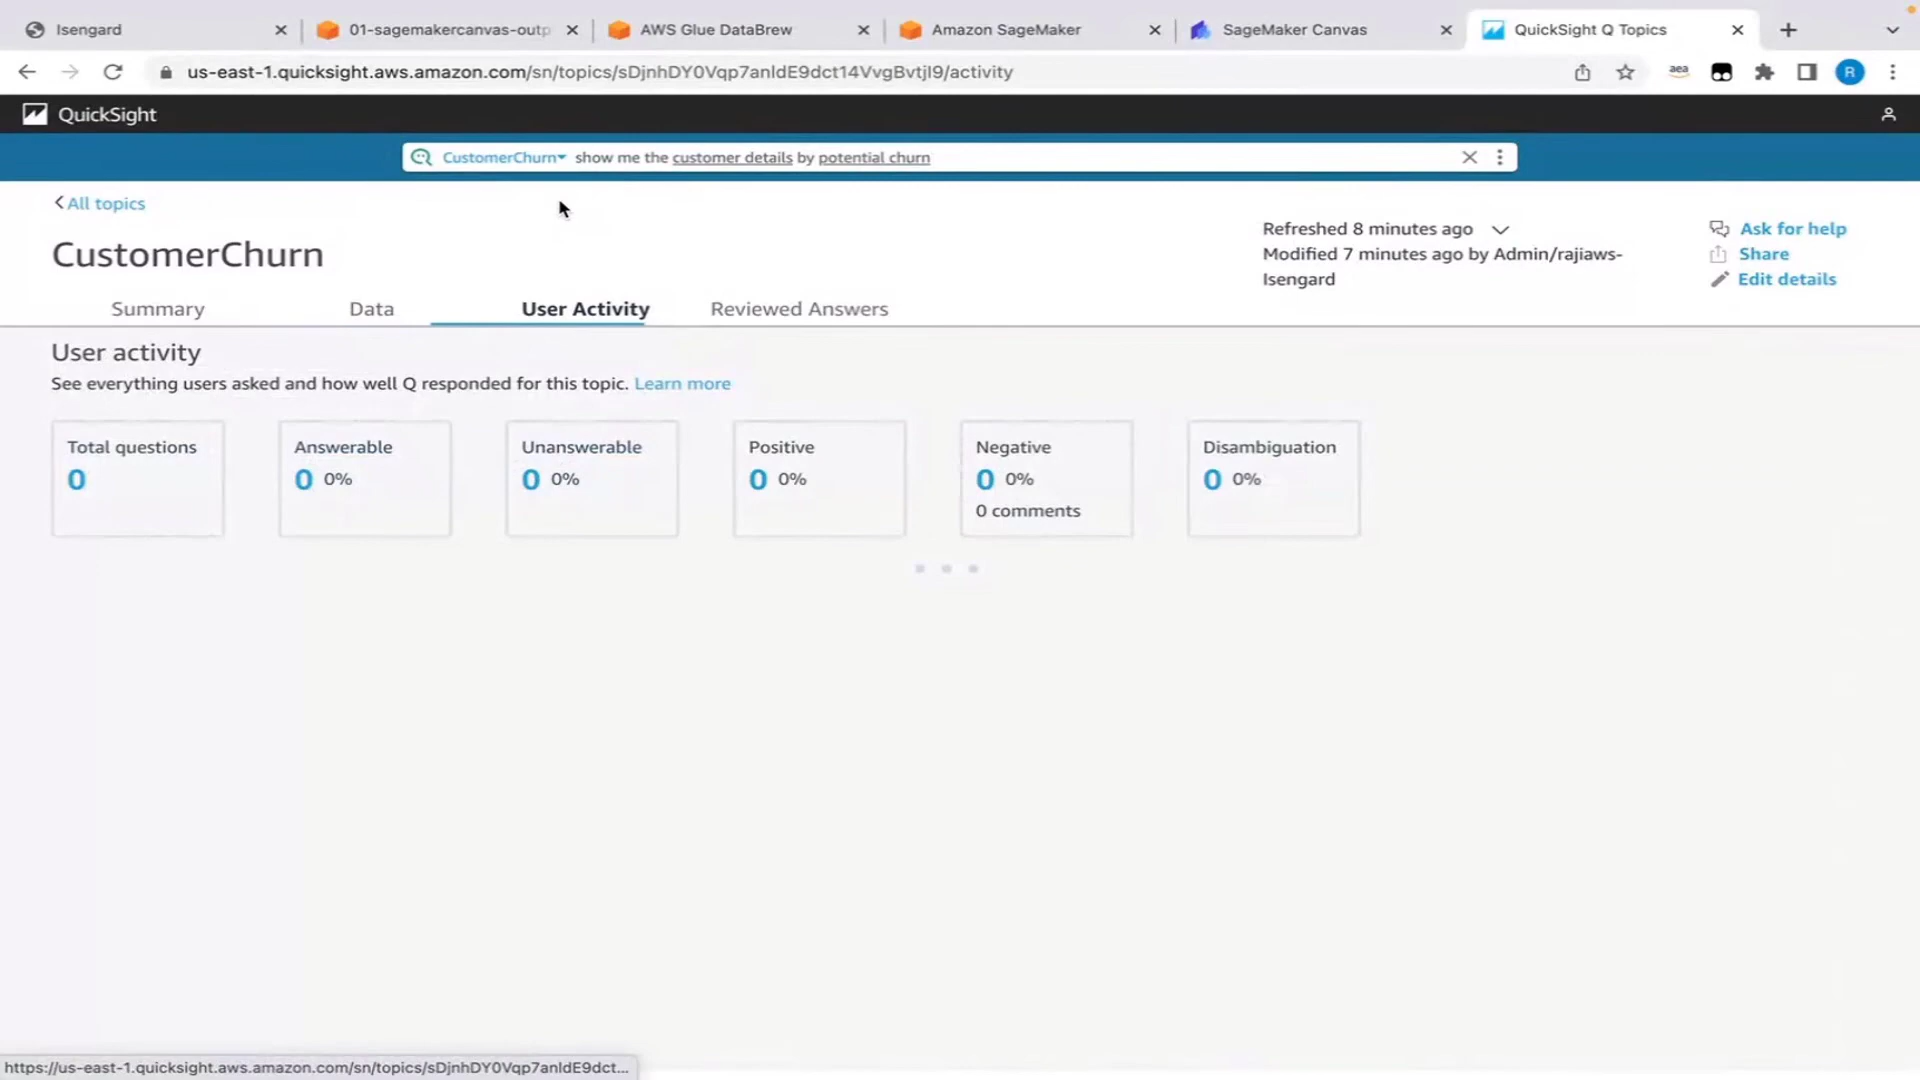 Isengard
01-sagemakercanvas-outp
AWS Glue DataBrew
Amazon SageMaker
SageMaker Canvas
QuickSight Q Topics
us-east-1.quicksight.aws.amazon.com/sn/topics/sDjnhDY0Vqp7anldE9dct14VvgBvtjI9/activity
aea
R
QuickSight
CustomerChurn show me the customer details by potential churn
All topics
CustomerChurn
Refreshed 8 minutes ago
Modified 7 minutes ago by Admin/rajiaws-
Isengard
Ask for help
Share
Edit details
Summary
Data
User Activity
Reviewed Answers
User activity
See everything users asked and how well Q responded for this topic. Learn more
Total questions
0
Answerable
0 0%
Unanswerable
0 0%
Positive
0 0%
Negative
0 0%
0 comments
Disambiguation
0 0%
https://us-east-1.quicksight.aws.amazon.com/sn/topics/sDjnhDY0Vqp7anldE9dct...